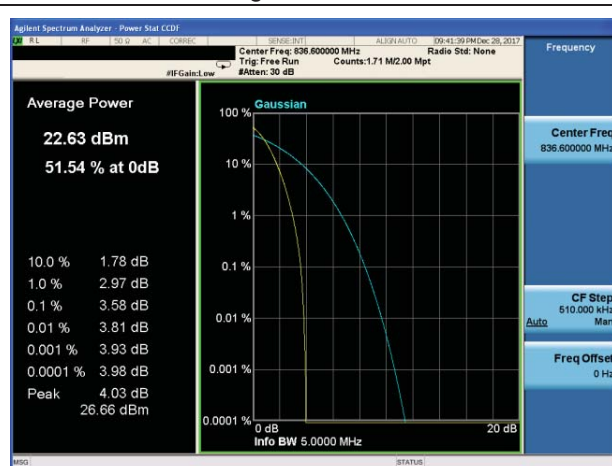 Agilent Spectrum Analyzer - Power Stat CCDF
RL RF 50 Ω AC CORREC SENSE:INT ALIGN AUTO 09:41:39 PM Dec 28, 2017
Center Freq: 836.600000 MHz Radio Std: None
Trig: Free Run Counts:1.71 M/2.00 Mpt
#IFGain:Low #Atten: 30 dB
Frequency
Average Power
22.63 dBm
51.54 % at 0dB
10.0 % 1.78 dB
1.0 % 2.97 dB
0.1 % 3.58 dB
0.01 % 3.81 dB
0.001 % 3.93 dB
0.0001 % 3.98 dB
Peak 4.03 dB
26.66 dBm
Gaussian
100 %
10 %
1 %
0.1 %
0.01 %
0.001 %
0.0001 %
0 dB 20 dB
Info BW 5.0000 MHz
Center Freq
836.600000 MHz
CF Step
510.000 kHz
Auto Man
Freq Offset
0 Hz
MSG STATUS